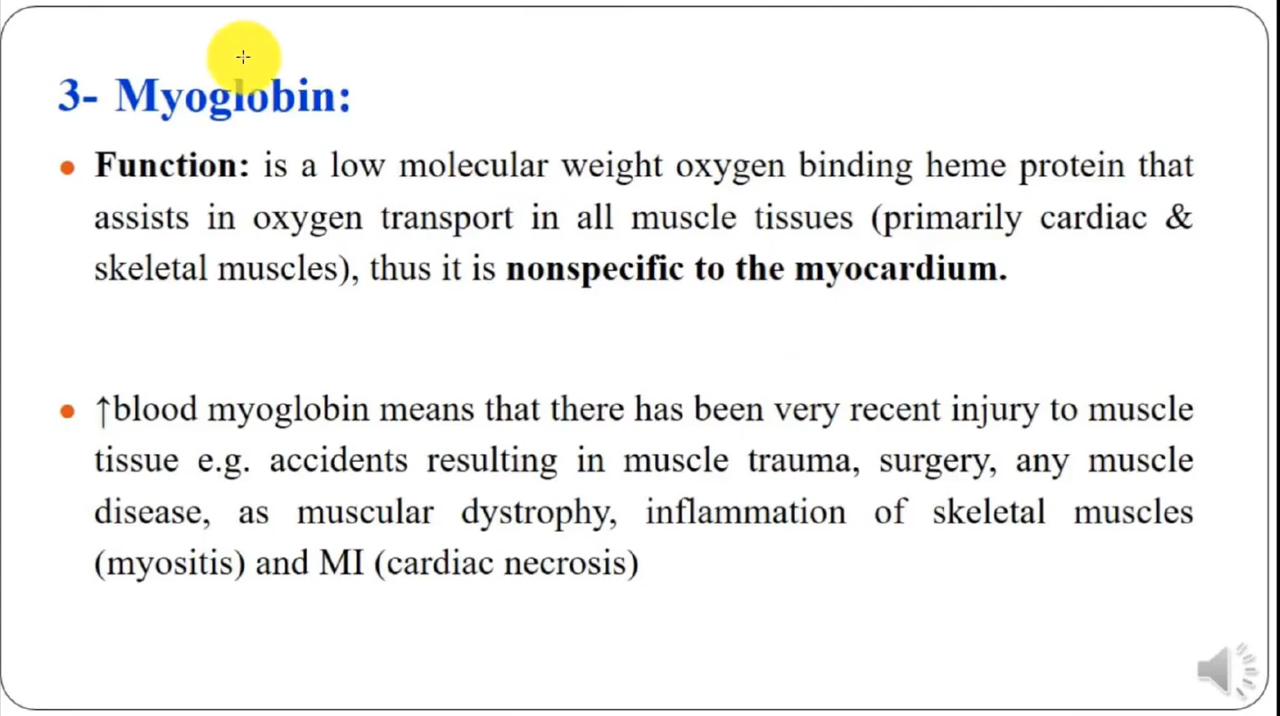 3- Myoglobin:
• Function: is a low molecular weight oxygen binding heme protein that
assists in oxygen transport in all muscle tissues (primarily cardiac &
skeletal muscles), thus it is nonspecific to the myocardium.
• ↑blood myoglobin means that there has been very recent injury to muscle
tissue e.g. accidents resulting in muscle trauma, surgery, any muscle
disease, as muscular dystrophy, inflammation of skeletal muscles
(myositis) and MI (cardiac necrosis)